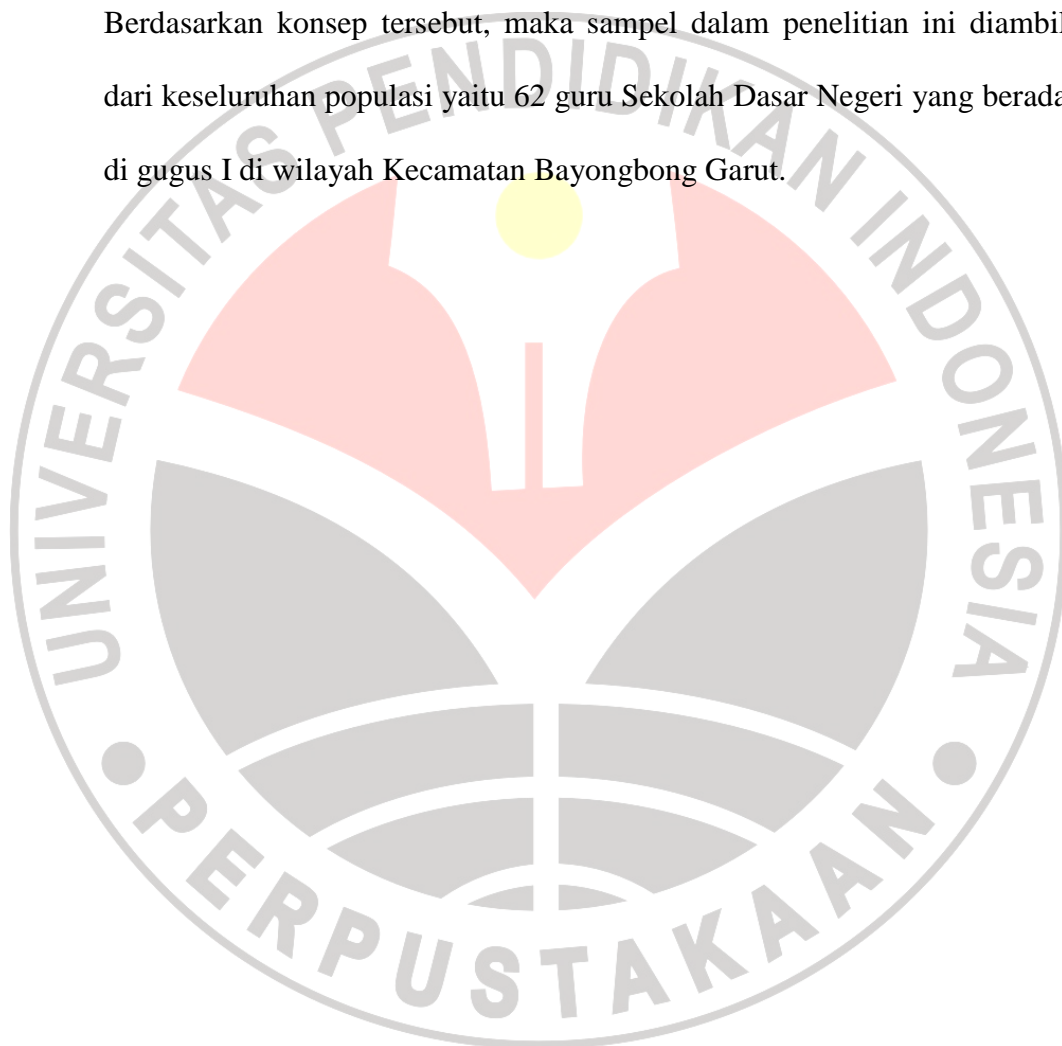 Berdasarkan konsep tersebut, maka sampel dalam penelitian ini diambil
dari keseluruhan populasi yaitu 62 guru Sekolah Dasar Negeri yang berada
di gugus I di wilayah Kecamatan Bayongbong Garut.
UNIVERSITAS PENDIDIKAN INDONESIA
PERPUSTAKAAN